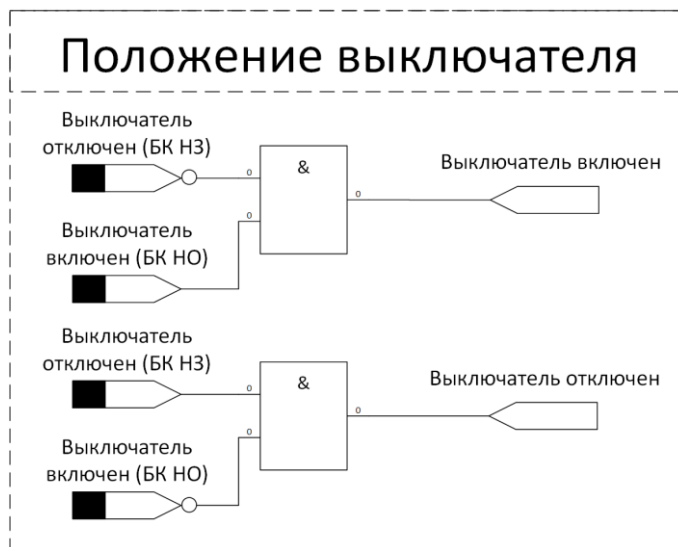 Положение выключателя
Выключатель
отключен (БК НЗ)
0
&
0
0
Выключатель включен
Выключатель
включен (БК НО)
Выключатель
отключен (БК НЗ)
0
&
0
0
Выключатель отключен
Выключатель
включен (БК НО)